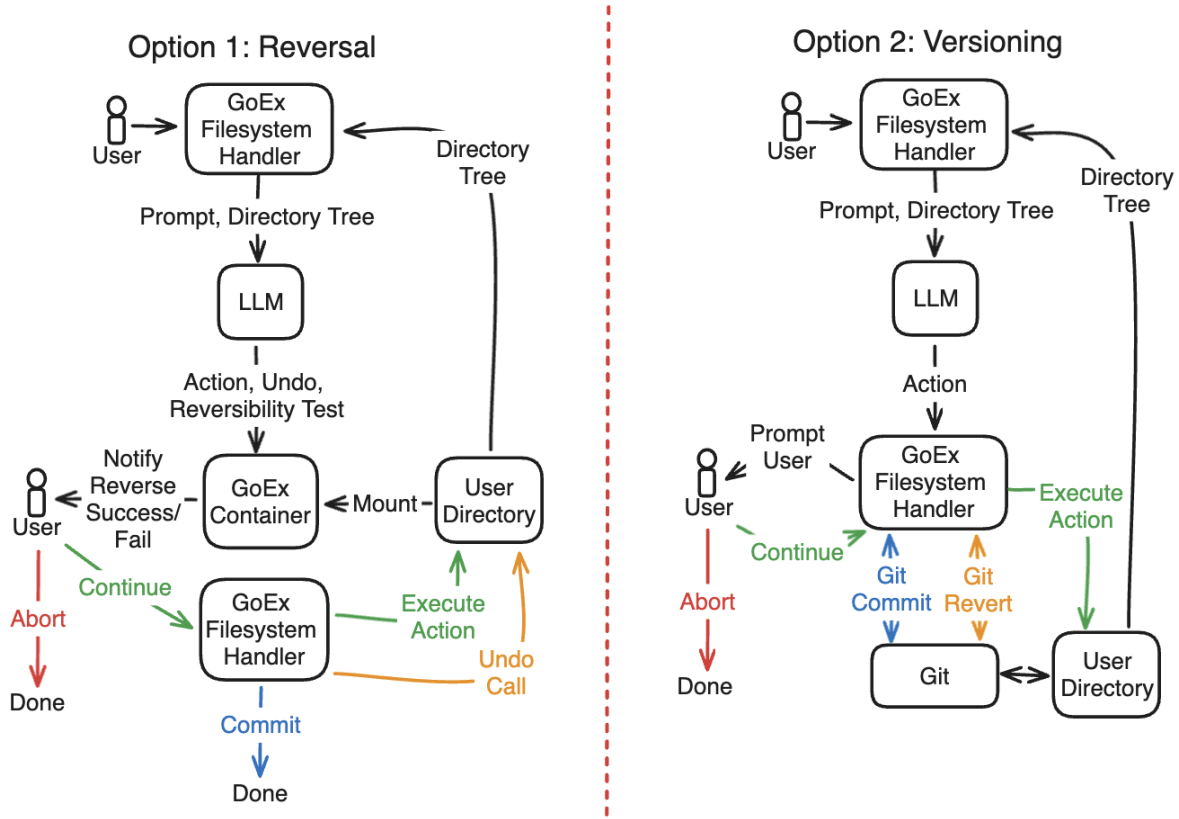 Option 1: Reversal
User
GoEx
Filesystem
Handler
Directory
Tree
Prompt, Directory Tree
LLM
Action, Undo,
Reversibility Test
Notify
Reverse
Success/
Fail
User
GoEx
Container
Mount
User
Directory
Continue
Abort
Done
GoEx
Filesystem
Handler
Execute
Action
Undo
Call
Commit
Done
Option 2: Versioning
User
GoEx
Filesystem
Handler
Directory
Tree
Prompt, Directory Tree
LLM
Action
Prompt
User
User
GoEx
Filesystem
Handler
Execute
Action
Continue
Abort
Done
Git
Commit
Git
Revert
Git
User
Directory